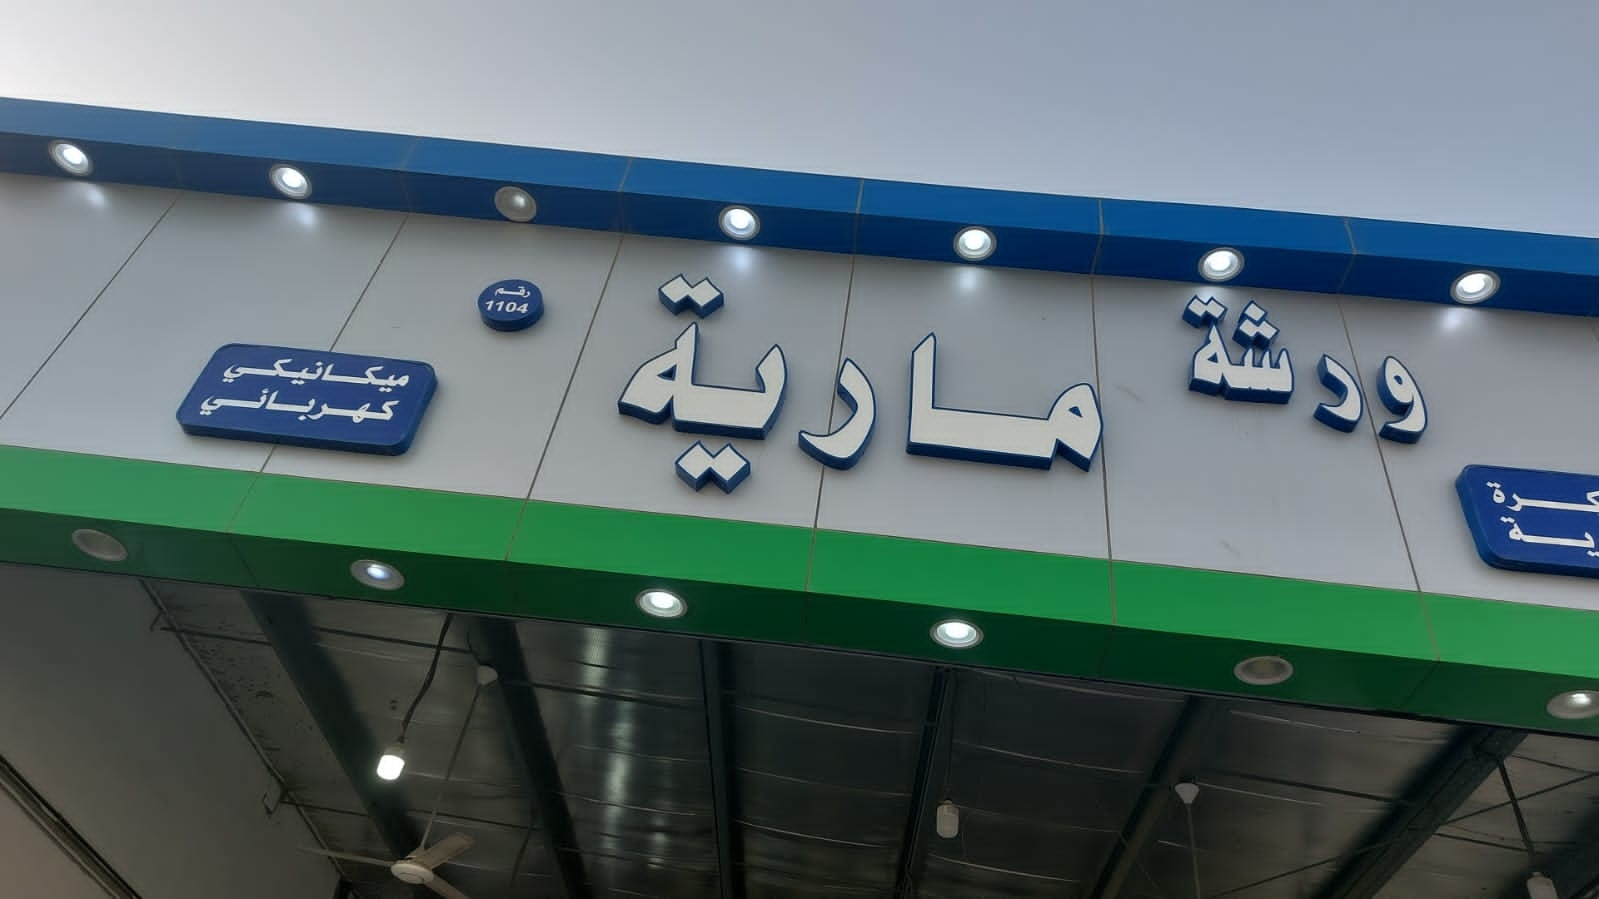 ورشة
مارية
رقم
1104
ميكانيكي
كهربائي